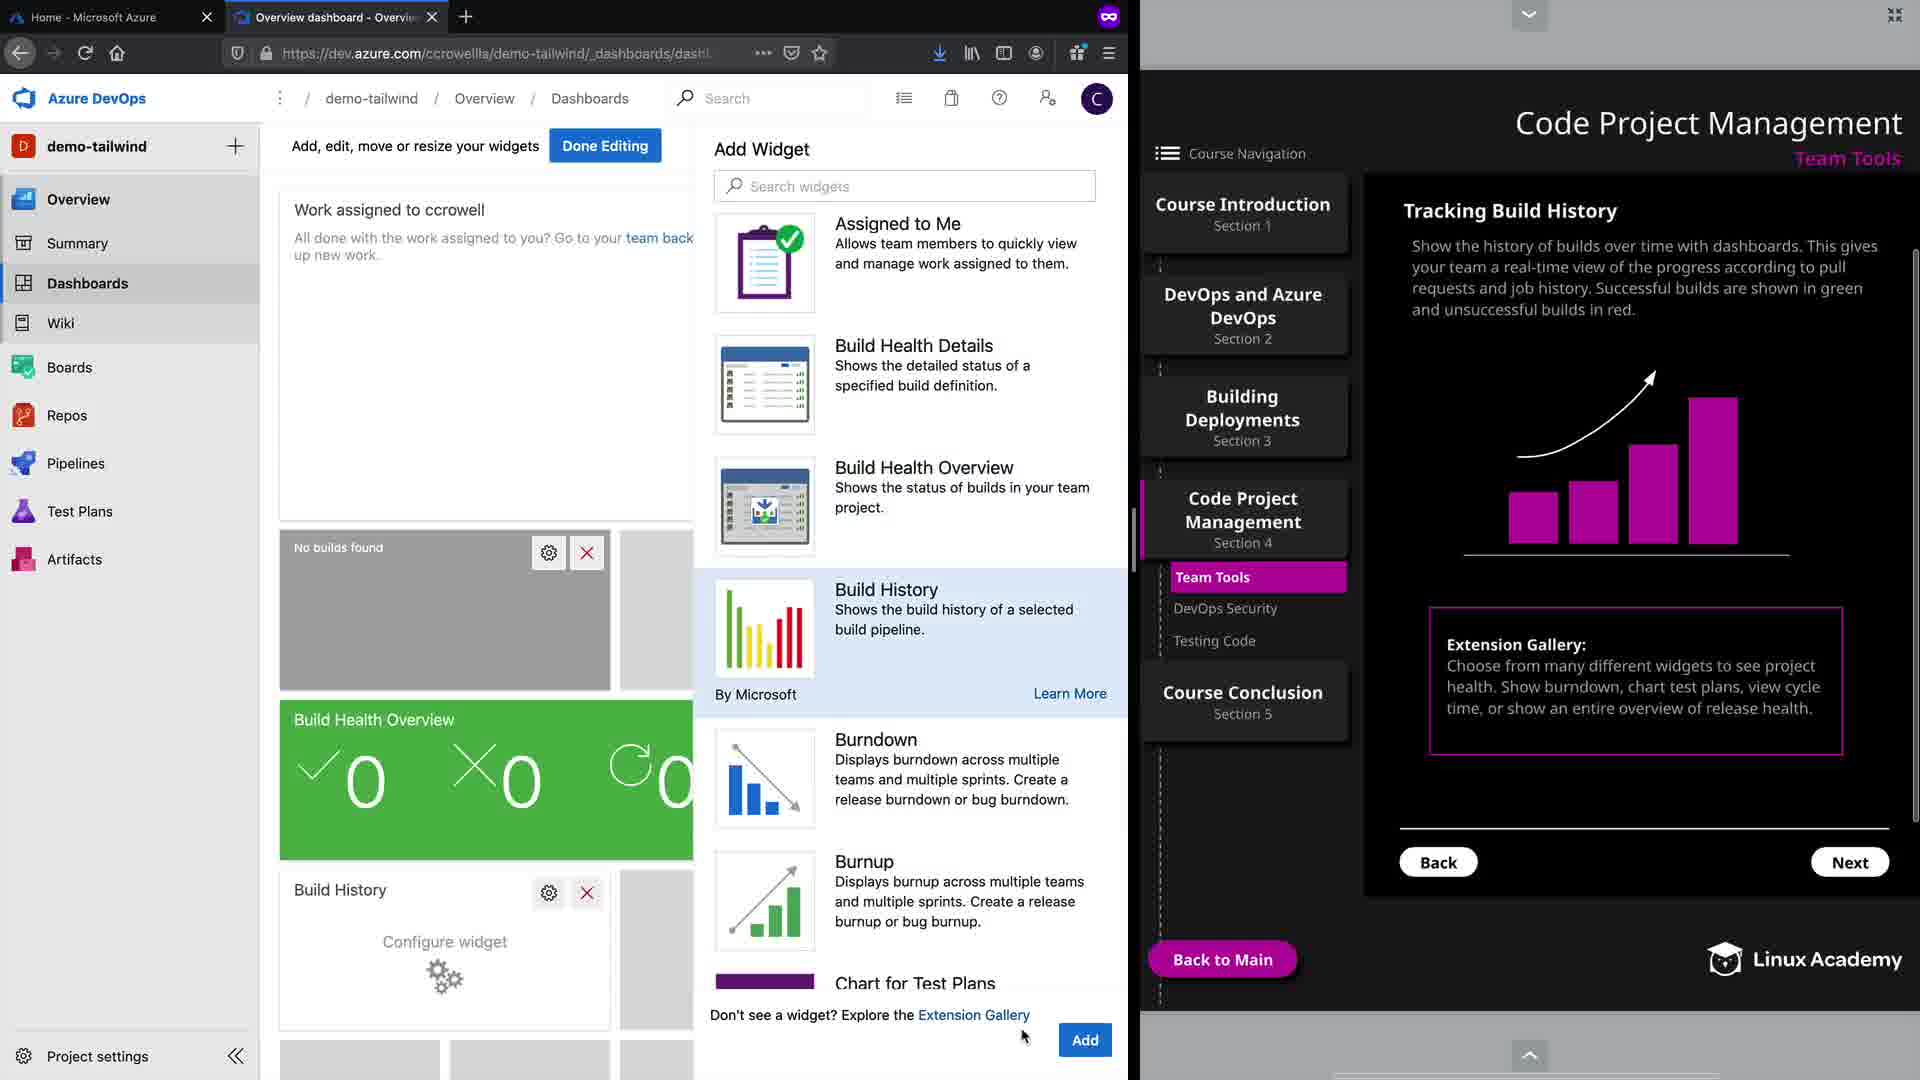 Home - Microsoft Azure
Overview dashboard - Overvie
https://dev.azure.com/ccrowellla/demo-tailwind/_dashboards/dash
Azure DevOps
/ demo-tailwind / Overview / Dashboards
Search
C
D demo-tailwind
Overview
Summary
Dashboards
Wiki
Boards
Repos
Pipelines
Test Plans
Artifacts
Project settings
Add, edit, move or resize your widgets
Done Editing
Work assigned to ccrowell
All done with the work assigned to you? Go to your team back
up new work.
No builds found
Build Health Overview
0 0 0
Build History
Configure widget
Add Widget
Search widgets
Assigned to Me
Allows team members to quickly view
and manage work assigned to them.
Build Health Details
Shows the detailed status of a
specified build definition.
Build Health Overview
Shows the status of builds in your team
project.
Build History
Shows the build history of a selected
build pipeline.
By Microsoft
Learn More
Burndown
Displays burndown across multiple
teams and multiple sprints. Create a
release burndown or bug burndown.
Burnup
Displays burnup across multiple teams
and multiple sprints. Create a release
burnup or bug burnup.
Chart for Test Plans
Don't see a widget? Explore the Extension Gallery
Add
Code Project Management
Team Tools
Course Navigation
Course Introduction
Section 1
DevOps and Azure
DevOps
Section 2
Building
Deployments
Section 3
Code Project
Management
Section 4
Team Tools
DevOps Security
Testing Code
Course Conclusion
Section 5
Back to Main
Tracking Build History
Show the history of builds over time with dashboards. This gives
your team a real-time view of the progress according to pull
requests and job history. Successful builds are shown in green
and unsuccessful builds in red.
Extension Gallery:
Choose from many different widgets to see project
health. Show burndown, chart test plans, view cycle
time, or show an entire overview of release health.
Back
Next
Linux Academy